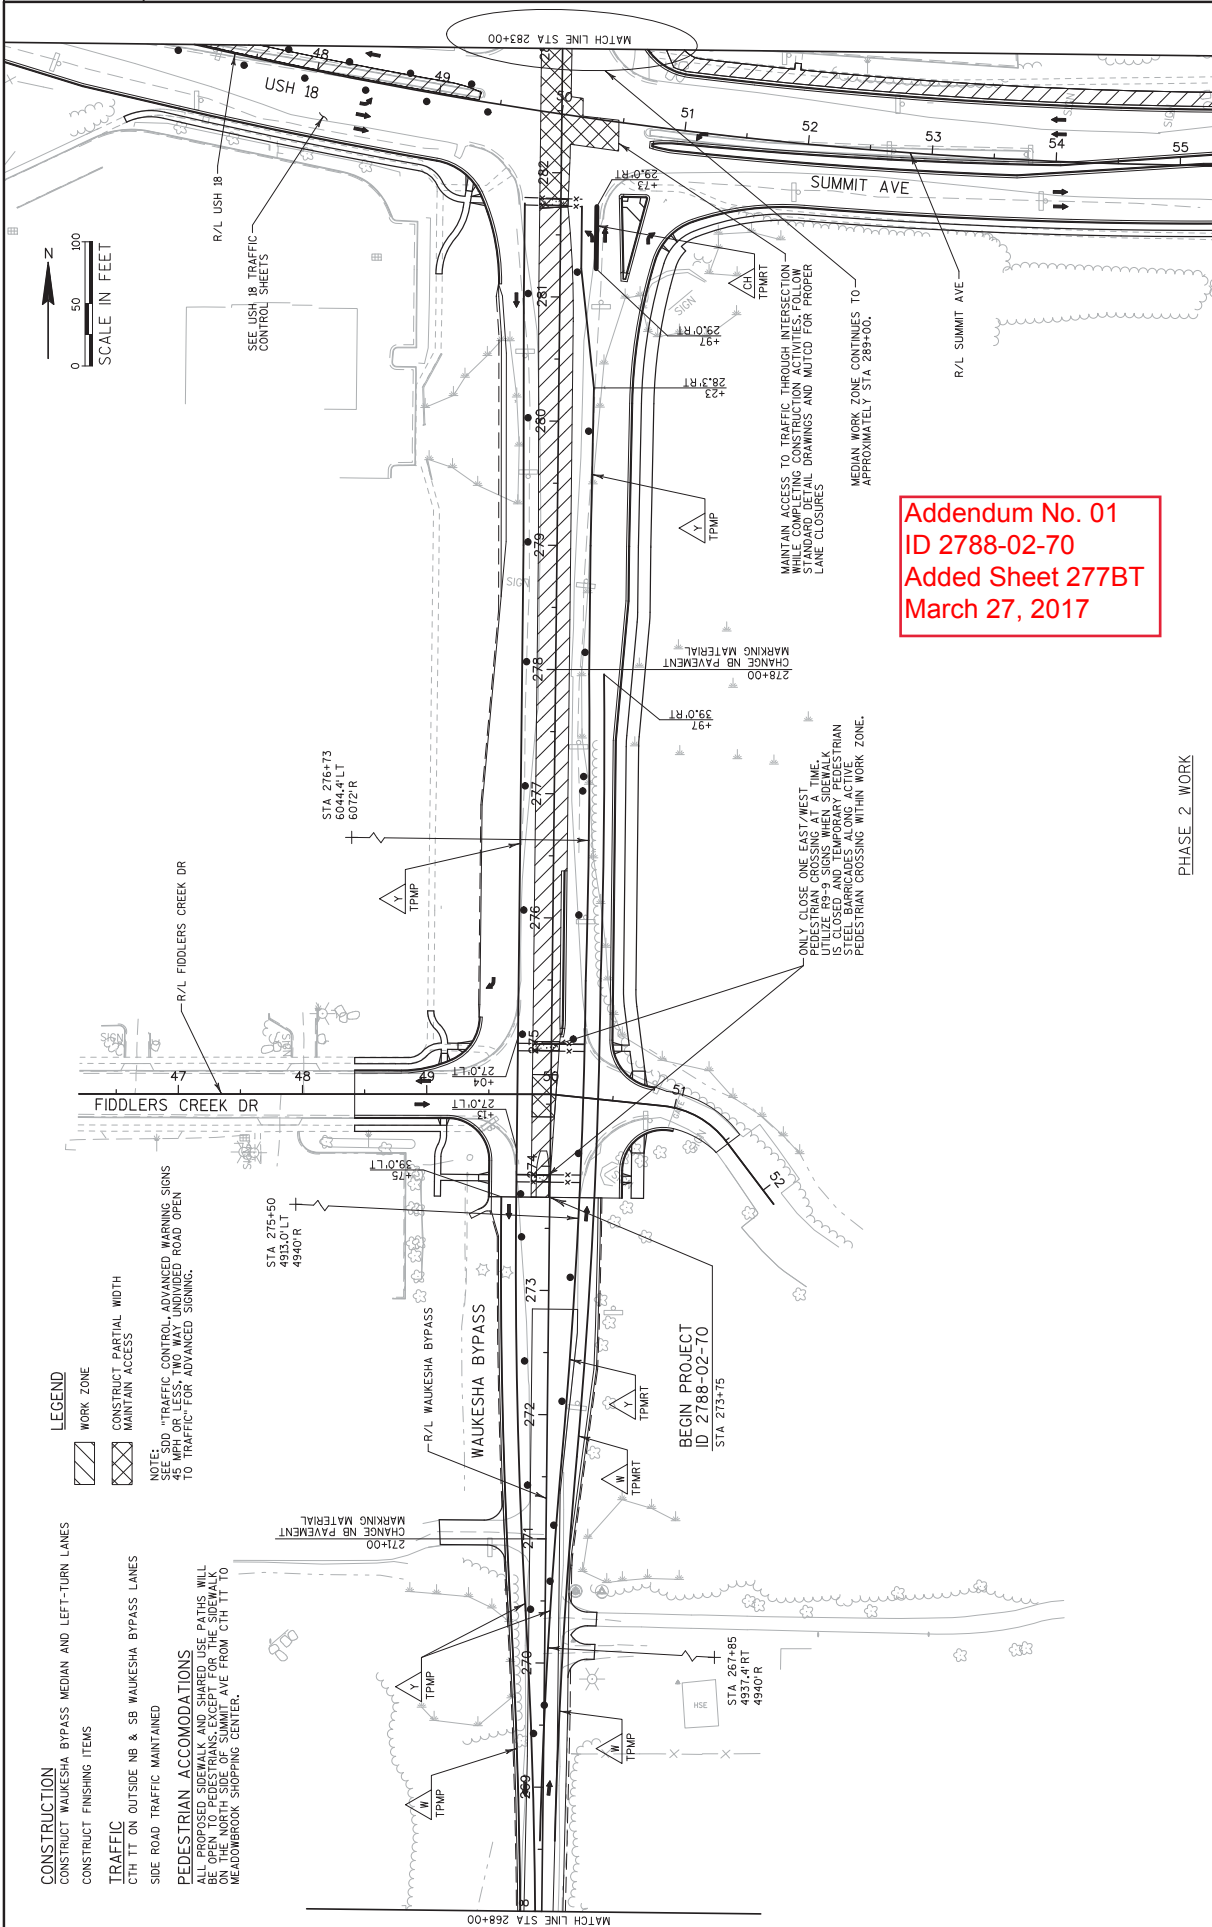 MATCH LINE STA 283+00
USH 18
R/L USH 18
SEE USH 18 TRAFFIC
CONTROL SHEETS
N
0 50 100
SCALE IN FEET
47
48
49
50
51
52
53
54
55
SUMMIT AVE
R/L SUMMIT AVE
SIGN
SIGN
282
281
280
279
278
277
276
275
274
273
272
271
270
269
+73
29.0'RT
+97
29.0'RT
+23
28.3'RT
CH
TPMRT
Y
TPMP
MAINTAIN ACCESS TO TRAFFIC THROUGH INTERSECTION
WHILE COMPLETING CONSTRUCTION ACTIVITIES. FOLLOW
STANDARD DETAIL DRAWINGS AND MUTCD FOR PROPER
LANE CLOSURES
MEDIAN WORK ZONE CONTINUES TO
APPROXIMATELY STA 289+00.
Addendum No. 01
ID 2788-02-70
Added Sheet 277BT
March 27, 2017
SIGN
SIGN
278+00
CHANGE NB PAVEMENT
MARKING MATERIAL
+97
39.0'RT
STA 276+73
6044.4'LT
6072'R
Y
TPMP
ONLY CLOSE ONE EAST/WEST
PEDESTRIAN CROSSING AT A TIME.
UTILIZE R9-9 SIGNS WHEN SIDEWALK
IS CLOSED AND TEMPORARY PEDESTRIAN
STEEL BARRICADES ALONG ACTIVE
PEDESTRIAN CROSSING WITHIN WORK ZONE.
PHASE 2 WORK
R/L FIDDLERS CREEK DR
SIGN
SIGN
47
48
49
50
51
52
FIDDLERS CREEK DR
+04
27.0'LT
+13
27.0'LT
+75
39.0'LT
SIGN
STA 275+50
4913.0'LT
4940'R
LEGEND
WORK ZONE
CONSTRUCT PARTIAL WIDTH
MAINTAIN ACCESS
NOTE:
SEE SDD "TRAFFIC CONTROL, ADVANCED WARNING SIGNS
45 MPH OR LESS, TWO WAY UNDIVIDED ROAD OPEN
TO TRAFFIC" FOR ADVANCED SIGNING.
WAUKESHA BYPASS
R/L WAUKESHA BYPASS
BEGIN PROJECT
ID 2788-02-70
STA 273+75
Y
TPMRT
W
TPMRT
271+00
CHANGE NB PAVEMENT
MARKING MATERIAL
Y
TPMP
W
TPMP
W
TPMP
STA 267+85
4937.4'RT
4940'R
HSE
CONSTRUCTION
CONSTRUCT WAUKESHA BYPASS MEDIAN AND LEFT-TURN LANES
CONSTRUCT FINISHING ITEMS
TRAFFIC
CTH TT ON OUTSIDE NB & SB WAUKESHA BYPASS LANES
SIDE ROAD TRAFFIC MAINTAINED
PEDESTRIAN ACCOMODATIONS
ALL PROPOSED SIDEWALK AND SHARED USE PATHS WILL
BE OPEN TO PEDESTRIANS, EXCEPT FOR THE SIDEWALK
ON THE NORTH SIDE OF SUMMIT AVE FROM CTH TT TO
MEADOWBROOK SHOPPING CENTER.
MATCH LINE STA 268+00